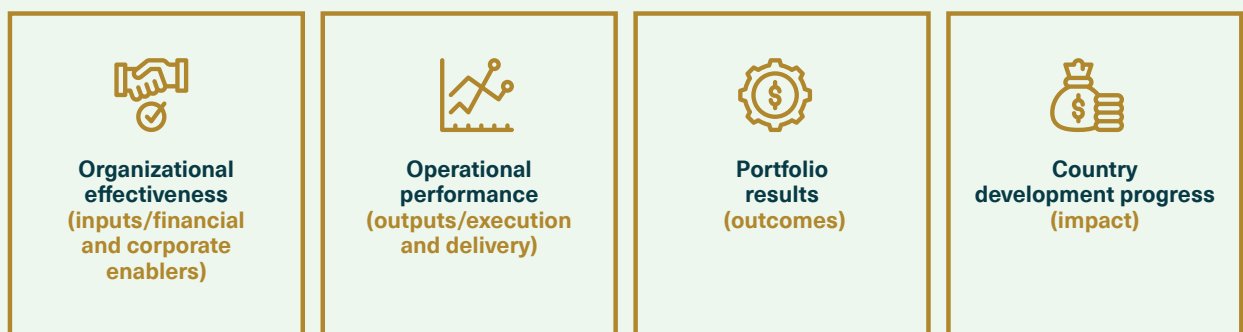 Organizational
effectiveness
(inputs/financial
and corporate
enablers)
Operational
performance
(outputs/execution
and delivery)
$
Portfolio
results
(outcomes)
$
Country
development progress
(impact)